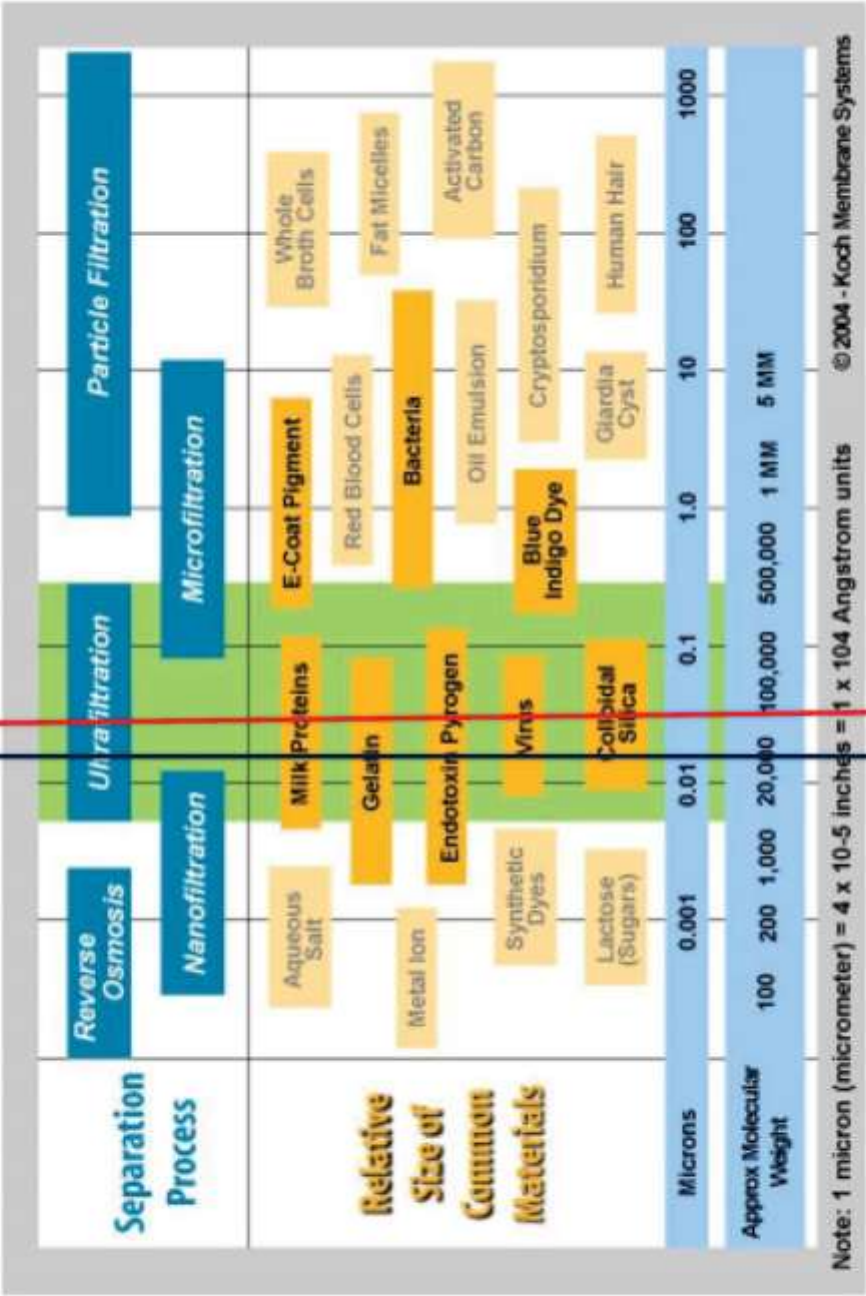 Separation
Process
Reverse
Osmosis
Ultrafiltration
Particle Filtration
Nanofiltration
Microfiltration
Relative
Size of
Common
Materials
Aqueous
Salt
Milk Proteins
E-Coat Pigment
Whole
Broth Cells
Gelatin
Red Blood Cells
Fat Micelles
Metal Ion
Endotoxin Pyrogen
Bacteria
Oil Emulsion
Activated
Carbon
Synthetic
Dyes
Virus
Blue
Indigo Dye
Cryptosporidium
Lactose
(Sugars)
Colloidal
Silica
Giardia
Cyst
Human Hair
Microns 0.001 0.01 0.1 1.0 10 100 1000
Approx Molecular
Weight
100 200 1,000 20,000 100,000 500,000 1 MM 5 MM
Note: 1 micron (micrometer) = 4 x 10-5 inches = 1 x 104 Angstrom units © 2004 - Koch Membrane Systems